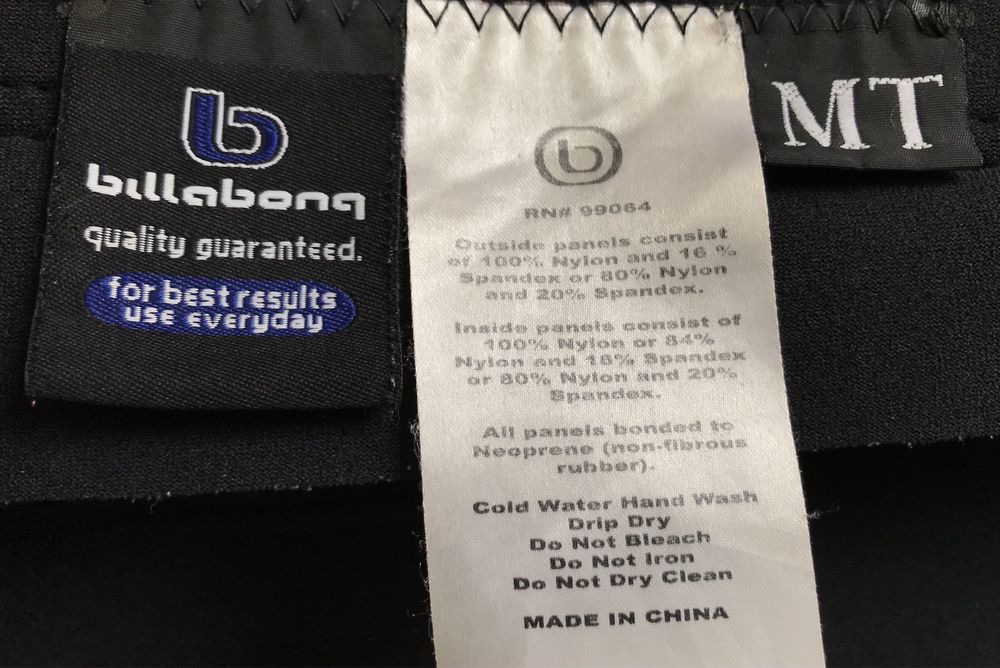 b
billabong
quality guaranteed.
for best results
use everyday
b
RN# 99084
Outside panels consist
of 100% Nylon and 16 %
Spandex or 80% Nylon
and 20% Spandex.
Inside panels consist of
100% Nylon or 84%
Nylon and 16% Spandex
or 80% Nylon and 20%
Spandex.
All panels bonded to
Neoprene (non-fibrous
rubber).
Cold Water Hand Wash
Drip Dry
Do Not Bleach
Do Not Iron
Do Not Dry Clean
MADE IN CHINA
MT